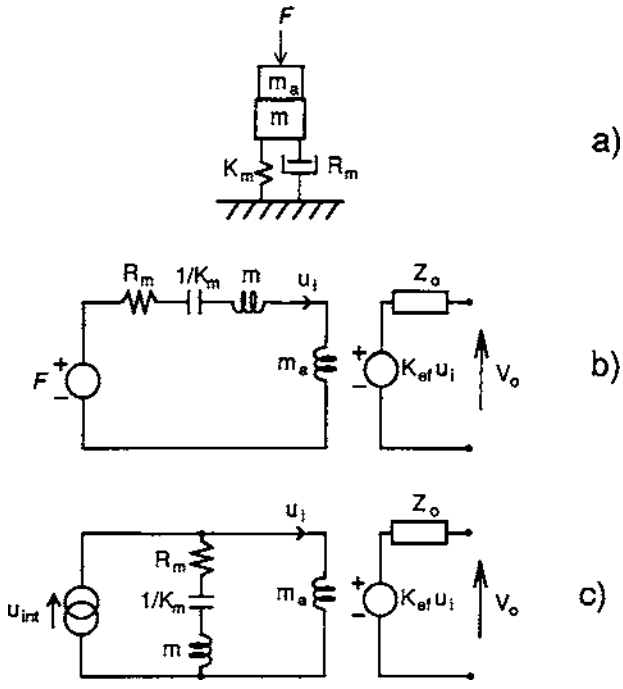 F
m_a
m
K_m R_m
a)
R_m 1/K_m m u_i Z_o
F + − m_a + − K_ef u_i V_o
b)
u_i Z_o
R_m
u_int 1/K_m m_a + − K_ef u_i V_o
m
c)